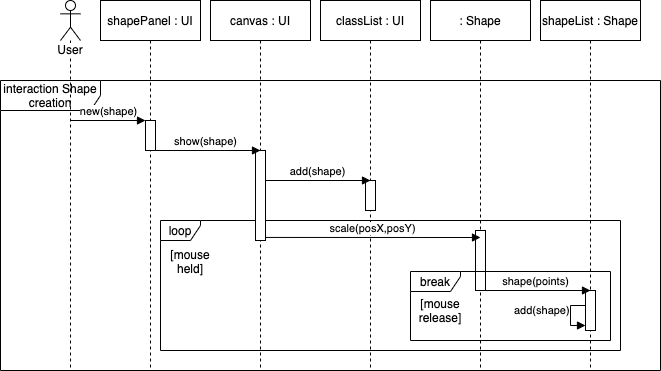 shapePanel : UI
canvas : UI
classList : UI
: Shape
shapeList : Shape
User
interaction Shape
creation
new(shape)
show(shape)
add(shape)
loop
scale(posX,posY)
[mouse
held]
break
shape(points)
[mouse
release]
add(shape)